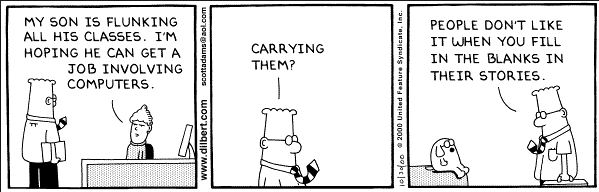 MY SON IS FLUNKING
ALL HIS CLASSES. I'M
HOPING HE CAN GET A
JOB INVOLVING
COMPUTERS.
www.dilbert.com
scottadams@aol.com
CARRYING
THEM?
10/30/00 © 2000 United Feature Syndicate, Inc.
PEOPLE DON'T LIKE
IT WHEN YOU FILL
IN THE BLANKS IN
THEIR STORIES.